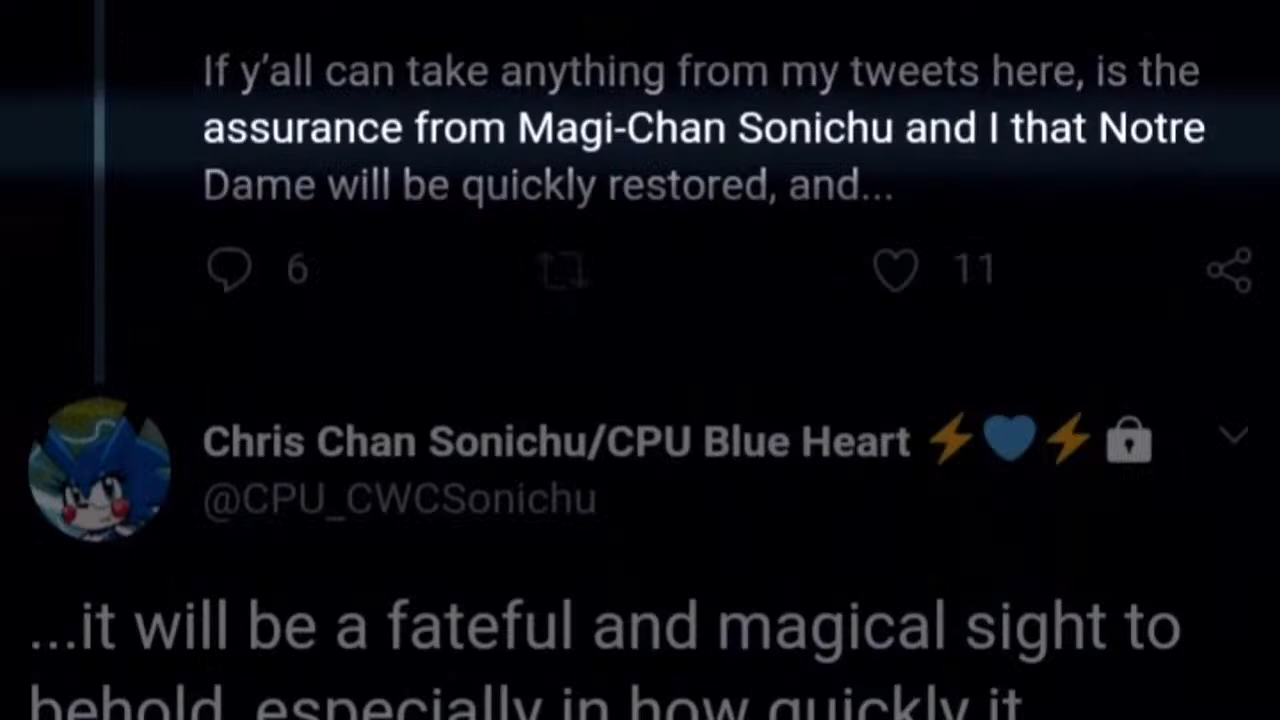 If y'all can take anything from my tweets here, is the
assurance from Magi-Chan Sonichu and I that Notre
Dame will be quickly restored, and...
6
11
Chris Chan Sonichu/CPU Blue Heart ⚡💙⚡🔒
@CPU_CWCSonichu
...it will be a fateful and magical sight to
behold, especially in how quickly it